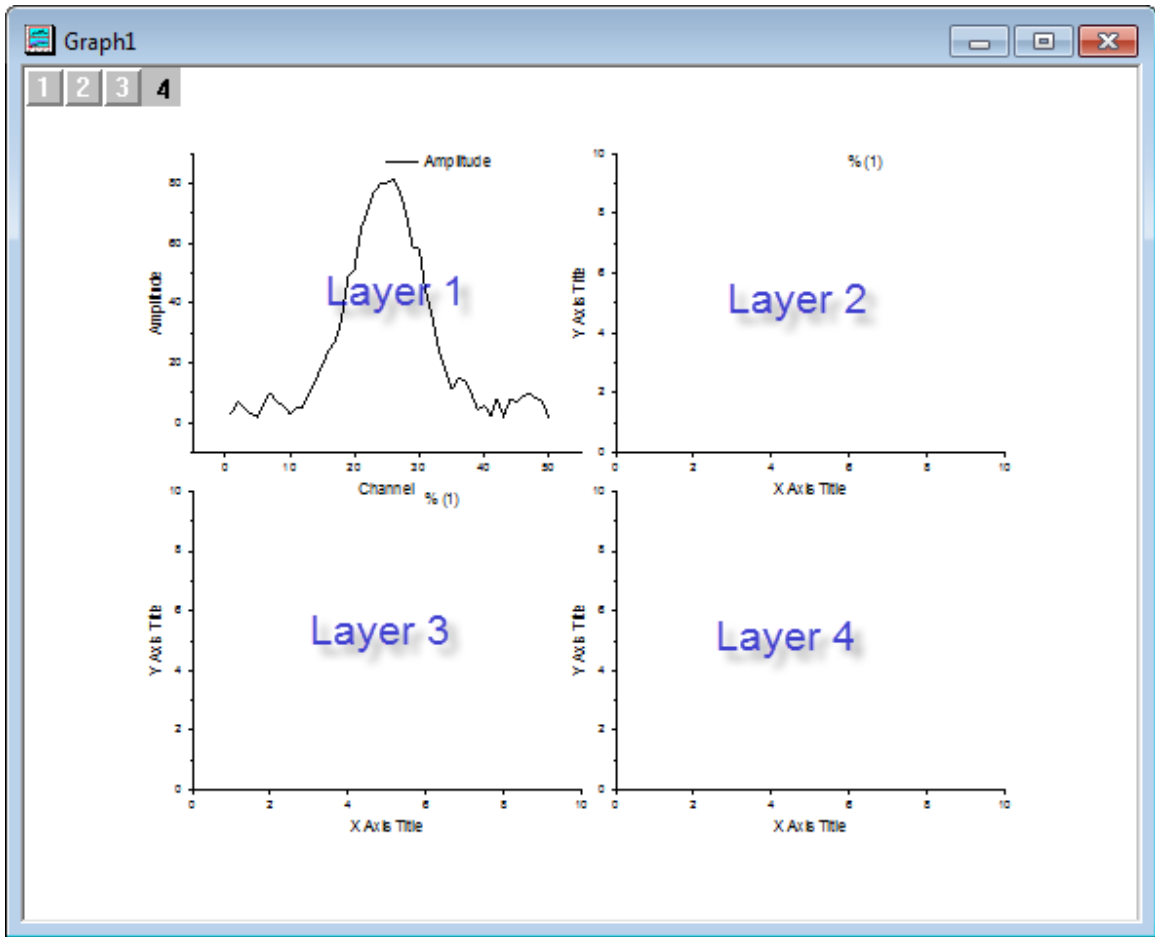 Graph1
1 2 3 4
Amplitude
80
60
40
20
0
Amplitude
Layer 1
0 10 20 30 40 50
Channel
% (1)
10
8
6
4
2
0
Y Axis Title
Layer 2
0 2 4 6 8 10
X Axis Title
% (1)
10
8
6
4
2
0
Y Axis Title
Layer 3
0 2 4 6 8 10
X Axis Title
10
8
6
4
2
0
Y Axis Title
Layer 4
0 2 4 6 8 10
X Axis Title